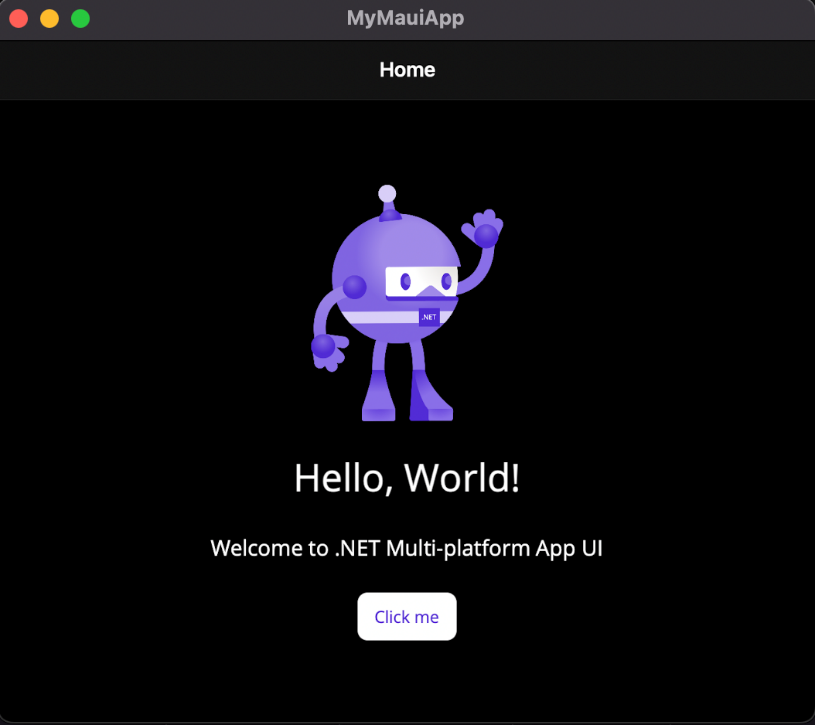 MyMauiApp
Home
.NET
Hello, World!
Welcome to .NET Multi-platform App UI
Click me